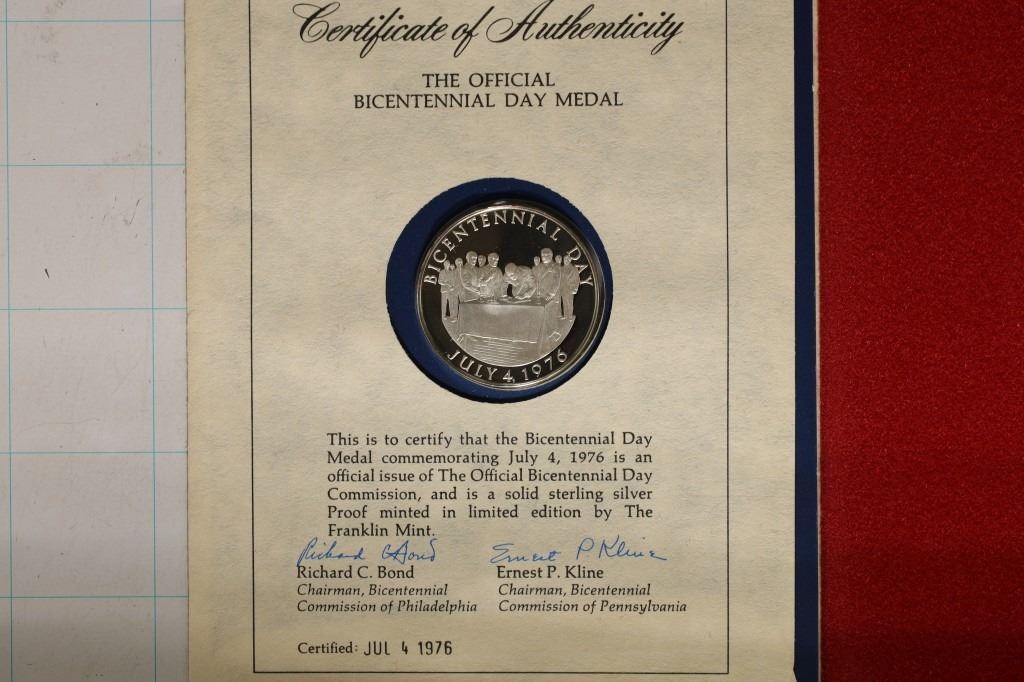 Certificate of Authenticity
THE OFFICIAL
BICENTENNIAL DAY MEDAL
BICENTENNIAL DAY
JULY 4, 1976
This is to certify that the Bicentennial Day
Medal commemorating July 4, 1976 is an
official issue of The Official Bicentennial Day
Commission, and is a solid sterling silver
Proof minted in limited edition by The
Franklin Mint.
Richard C Bond
Ernest P. Kline
Richard C. Bond
Chairman, Bicentennial
Commission of Philadelphia
Ernest P. Kline
Chairman, Bicentennial
Commission of Pennsylvania
Certified: JUL 4 1976